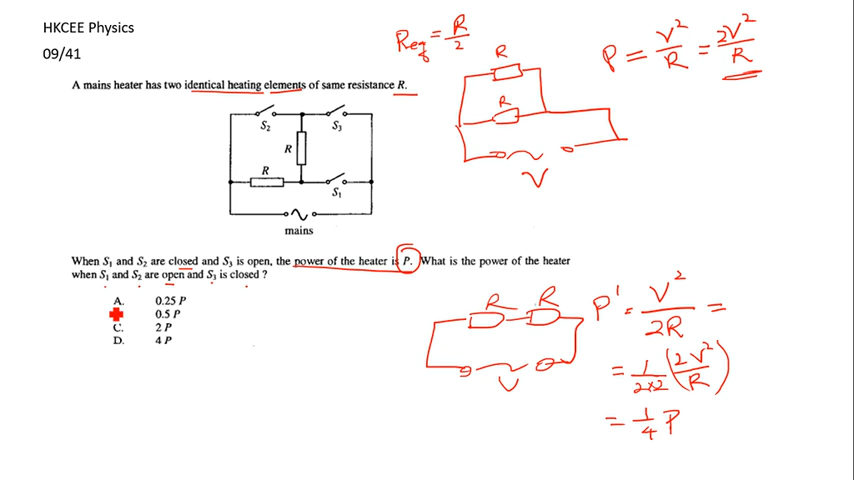 HKCEE Physics
09/41
A mains heater has two identical heating elements of same resistance R.
S₂
S₃
R
R
S₁
mains
When S₁ and S₂ are closed and S₃ is open, the power of the heater is P. What is the power of the heater
when S₁ and S₂ are open and S₃ is closed ?
A. 0.25 P
0.5 P
C. 2 P
D. 4 P
Req = R/2
R
R
V
P = V²/R = 2V²/R
R R
V
P' = V²/2R =
= 1/2×2 (2V²/R)
= 1/4 P